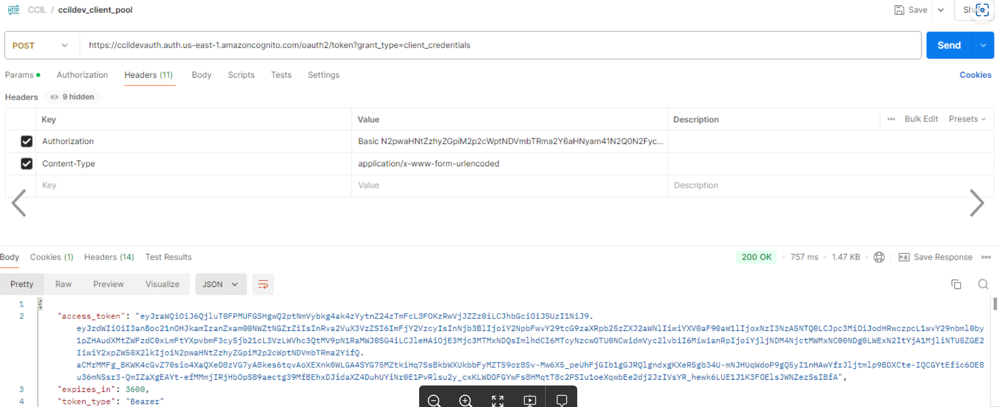 HTTP CCIL / ccildev_client_pool Save
POST https://ccildevauth.auth.us-east-1.amazoncognito.com/oauth2/token?grant_type=client_credentials Send
Params Authorization Headers (11) Body Scripts Tests Settings Cookies
Headers 9 hidden
Key Value Description Bulk Edit Presets
Authorization Basic N2pwaHNtZzhyZGpiM2p2cWptNDVmbTRma2Y6aHNyam41N2Q0N2Fyc...
Content-Type application/x-www-form-urlencoded
Key Value Description
Body Cookies (1) Headers (14) Test Results 200 OK 757 ms 1.47 KB e.g. Save Response
Pretty Raw Preview Visualize JSON
1 {
2 "access_token": "eyJraWQiOiJ6QjluT0FPMUFGSHgwQ2ptNmVybkg4ak4zYytnZ24zTmFcL3FOKzRwVjJZZz0iLCJhbGciOiJSUzI1NiJ9.
eyJzdWIiOiI3anBoc21nOHJkamIzanZxam00NWZtNGZrZiIsInRva2VuX3VzZSI6ImFjY2VzcyIsInNjb3BlIjoiY2NpbFwvY29tcG9zaXRpb25zZXJ2aWNlIiwiYXV0aF90aW1lIjoxNzI3NzA5NTQ0LCJpc3MiOiJodHRwczpcL1wvY29nbml0by
1pZHAudXMtZWFzdC0xLmFtYXpvbmF3cy5jb21cL3VzLWVhc3QtMV9pN1RaMWJ0SG4iLCJleHAiOjE3Mjc3MTMxNDQsImlhdCI6MTcyNzcwOTU0NCwidmVyc2lvbiI6MiwianRpIjoiYjljNDM4NjctMWMxNC00NDg0LWExN2ItYjA1MjliNTU5ZGE2
IiwiY2xpZW50X2lkIjoiN2pwaHNtZzhyZGpiM2p2cWptNDVmbTRma2YifQ.
aCMrMMFg_BKWK4cGvZ70sio4XaQXeD8zVG7yA8kes6tqvAoXEXnk0WLGA4SYG75MZtkiHq7SsBkbWXUkbbFyMZTS9or8Sv-Mw6X5_peUhFjGIb1gGJRQlgndxgKXeR5gb34U-mNJHUqWdoP9gQ5yI1nHAwYfrJljtmlp9BDXCte-IQCGYtEfic6OE8
u36mNSsr3-QmIZaXgEAYt-efMMmjIRjHbOpS89aectg39MfBEhxDJidaXZ4DuhUYiNr0E1PvRlsu2y_cxKLWDOFGYwFs8HMqtT8c2PSIu1oeXqwbEe2dj2JzIVsYR_hewk6LUE1J1K3FOElsJWNZezSsIBfA",
3 "expires_in": 3600,
4 "token_type": "Bearer"